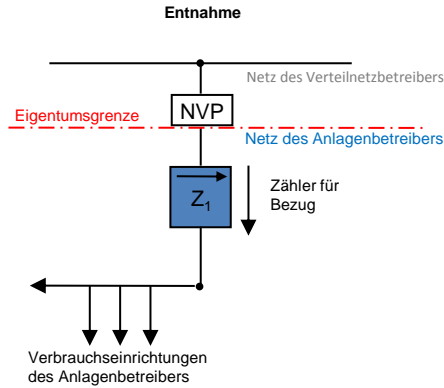 Entnahme
Netz des Verteilnetzbetreibers
Eigentumsgrenze
NVP
Netz des Anlagenbetreibers
Z₁
Zähler für
Bezug
Verbrauchseinrichtungen
des Anlagenbetreibers